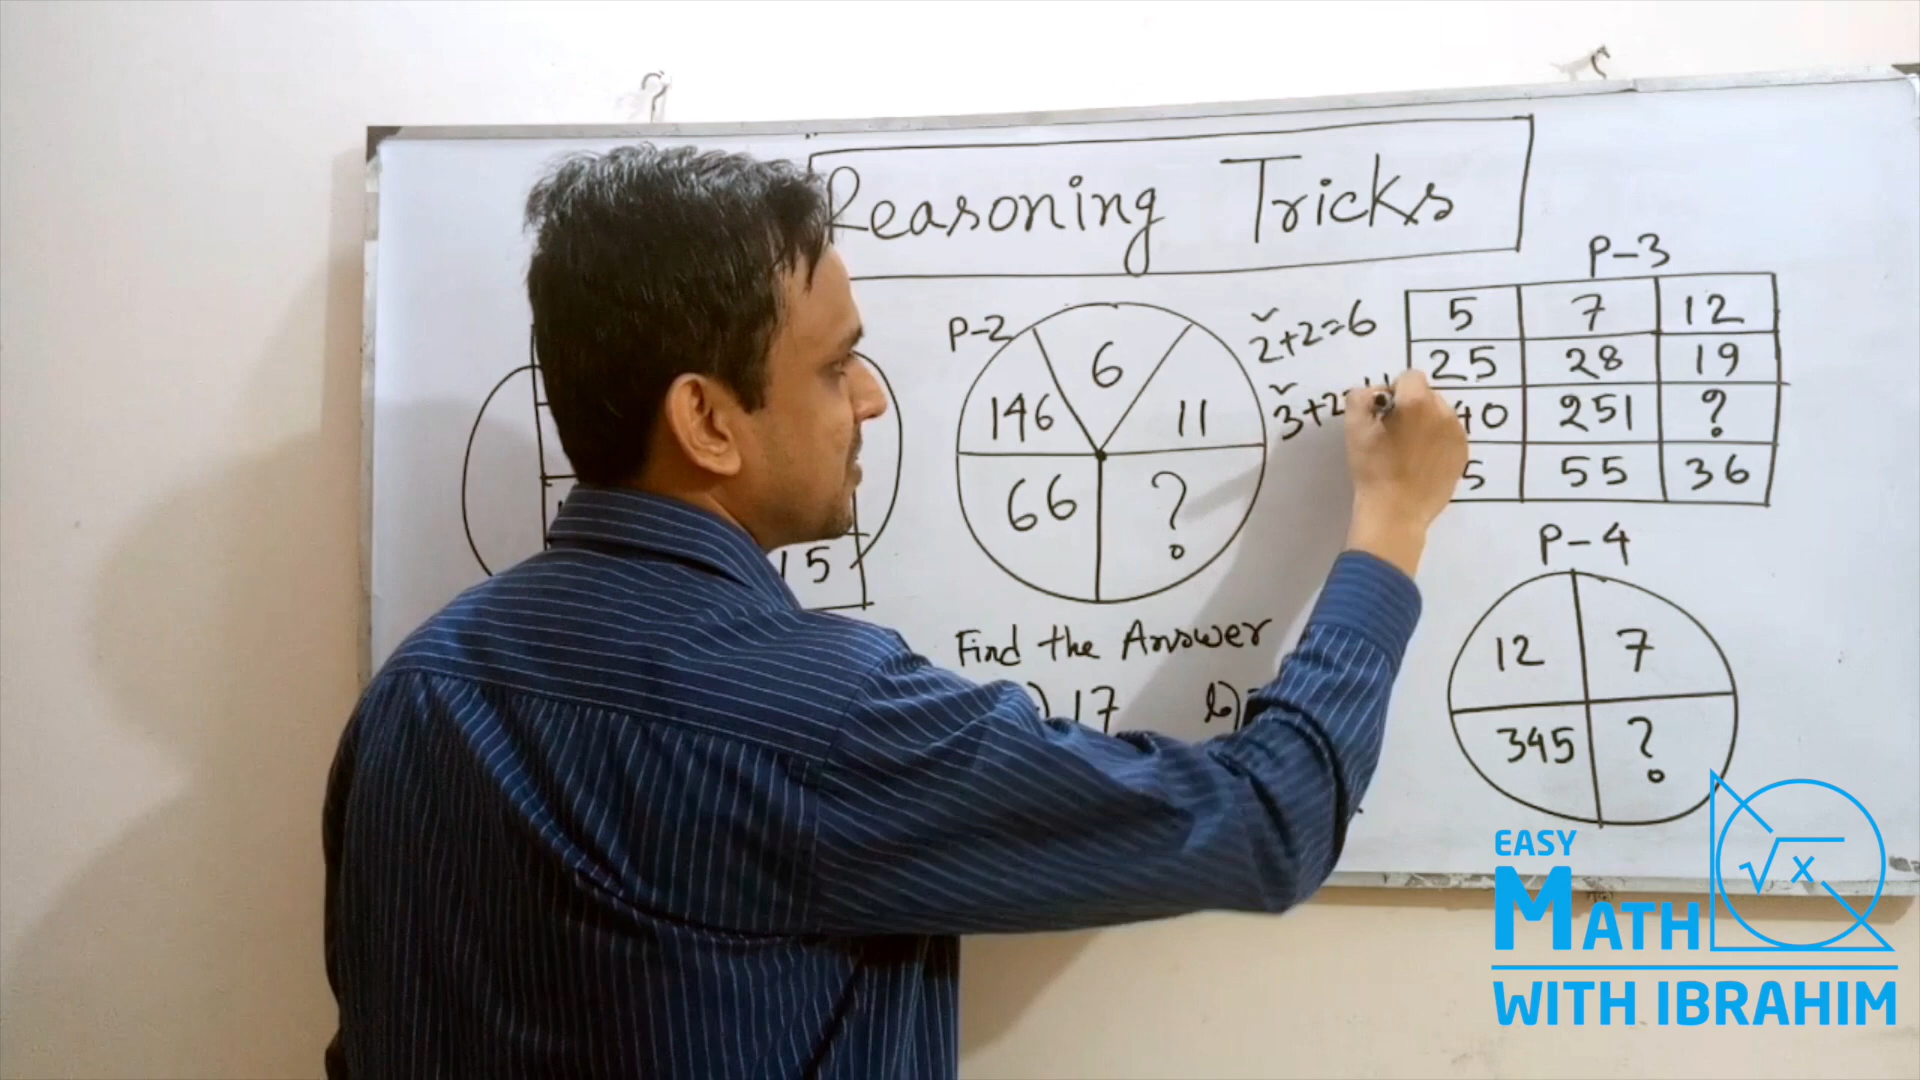 Reasoning Tricks
P-2
6
146
11
66
?
2̌+2=6
3̌+2=11
15
Find the Answer
17
b)
P-3
5 7 12
25 28 19
40 251 ?
5 55 36
P-4
12 7
345 ?
EASY
MATH
√x
WITH IBRAHIM